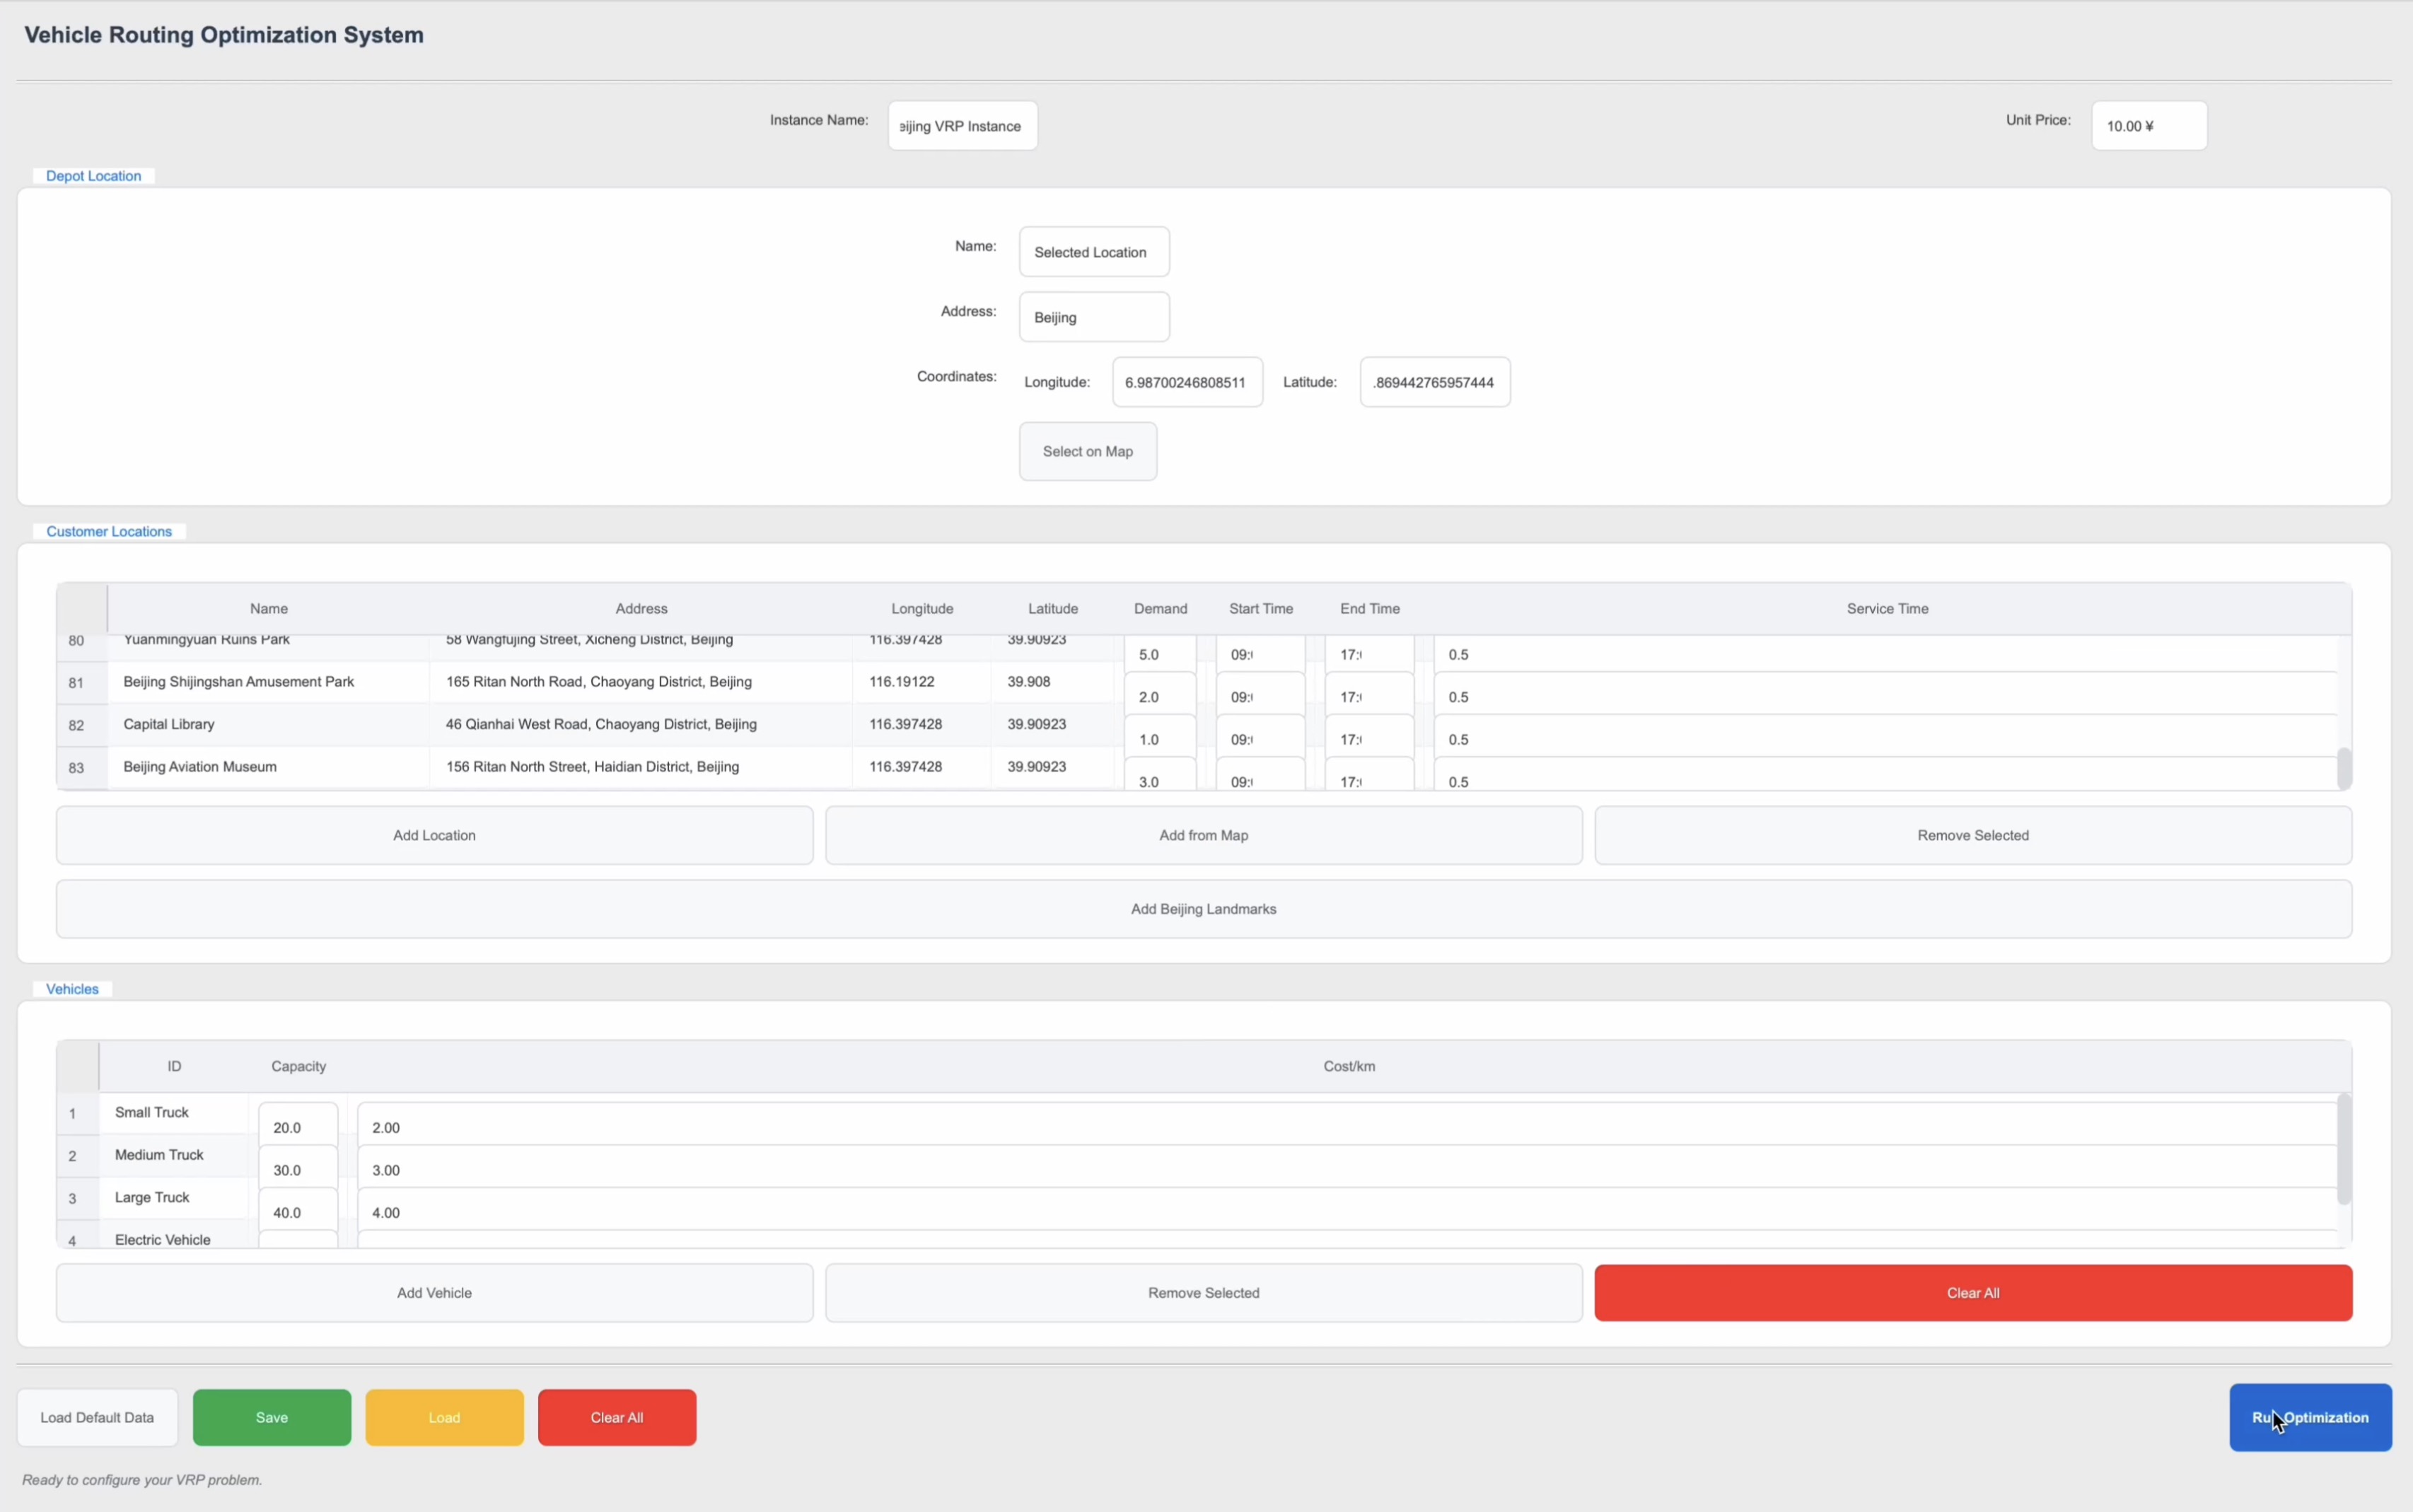 Vehicle Routing Optimization System
Instance Name: eijing VRP Instance Unit Price: 10.00 ¥
Depot Location
Name: Selected Location
Address: Beijing
Coordinates: Longitude: 6.98700246808511 Latitude: .869442765957444
Select on Map
Customer Locations
Name Address Longitude Latitude Demand Start Time End Time Service Time
80 Yuanmingyuan Ruins Park 58 Wangfujing Street, Xicheng District, Beijing 116.397428 39.90923 5.0 09: 17: 0.5
81 Beijing Shijingshan Amusement Park 165 Ritan North Road, Chaoyang District, Beijing 116.19122 39.908 2.0 09: 17: 0.5
82 Capital Library 46 Qianhai West Road, Chaoyang District, Beijing 116.397428 39.90923 1.0 09: 17: 0.5
83 Beijing Aviation Museum 156 Ritan North Street, Haidian District, Beijing 116.397428 39.90923 3.0 09: 17: 0.5
Add Location Add from Map Remove Selected
Add Beijing Landmarks
Vehicles
ID Capacity Cost/km
1 Small Truck 20.0 2.00
2 Medium Truck 30.0 3.00
3 Large Truck 40.0 4.00
4 Electric Vehicle
Add Vehicle Remove Selected Clear All
Load Default Data Save Load Clear All Run Optimization
Ready to configure your VRP problem.